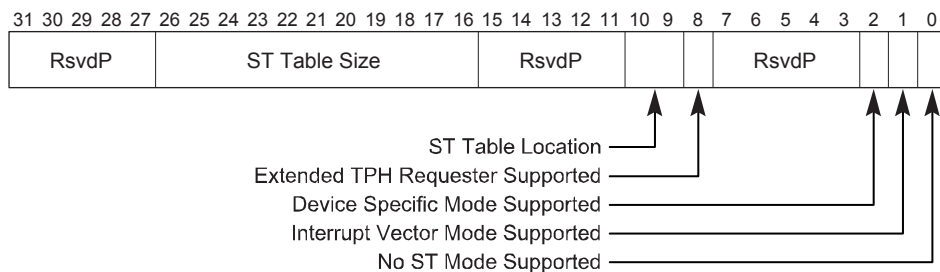 31 30 29 28 27 26 25 24 23 22 21 20 19 18 17 16 15 14 13 12 11 10 9 8 7 6 5 4 3 2 1 0
RsvdP ST Table Size RsvdP RsvdP
ST Table Location
Extended TPH Requester Supported
Device Specific Mode Supported
Interrupt Vector Mode Supported
No ST Mode Supported